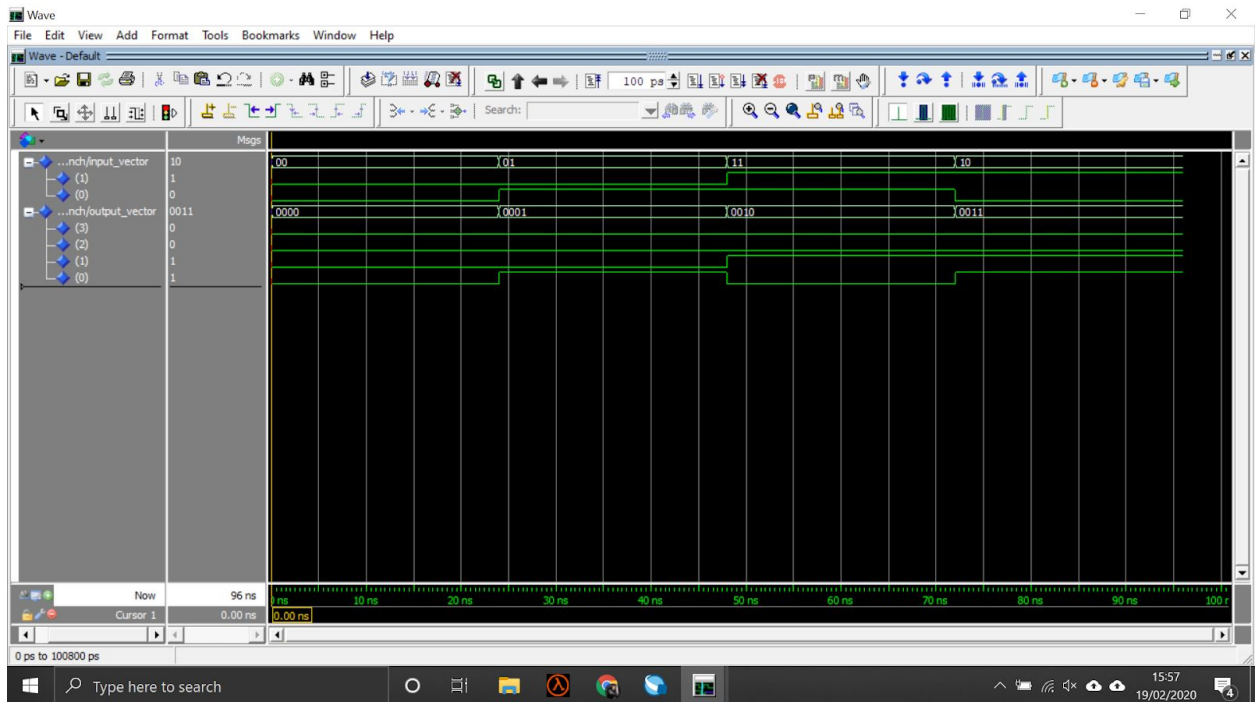 Wave
File Edit View Add Format Tools Bookmarks Window Help
Wave - Default
100 ps
Search:
Msgs
...nch/input_vector 10 00 01 11 10
(1) 1
(0) 0
...nch/output_vector 0011 0000 0001 0010 0011
(3) 0
(2) 0
(1) 1
(0) 1
Now 96 ns
ns 10 ns 20 ns 30 ns 40 ns 50 ns 60 ns 70 ns 80 ns 90 ns 100
Cursor 1 0.00 ns 0.00 ns
0 ps to 100800 ps
Type here to search
15:57
19/02/2020
4